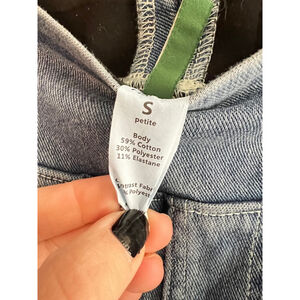 S
petite
Body
59% Cotton
30% Polyester
11% Elastane